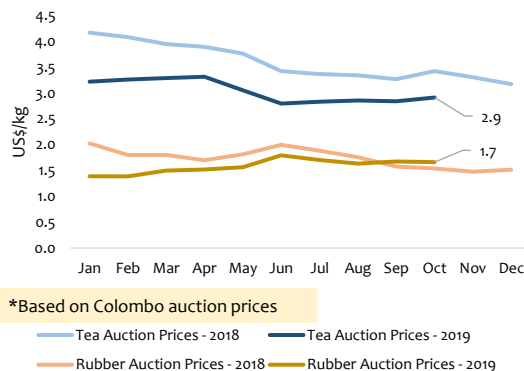 4.5
4.0
3.5
3.0
2.5
2.0
1.5
1.0
0.5
0.0
US$/kg
2.9
1.7
Jan Feb Mar Apr May Jun Jul Aug Sep Oct Nov Dec
*Based on Colombo auction prices
Tea Auction Prices - 2018 Tea Auction Prices - 2019
Rubber Auction Prices - 2018 Rubber Auction Prices - 2019